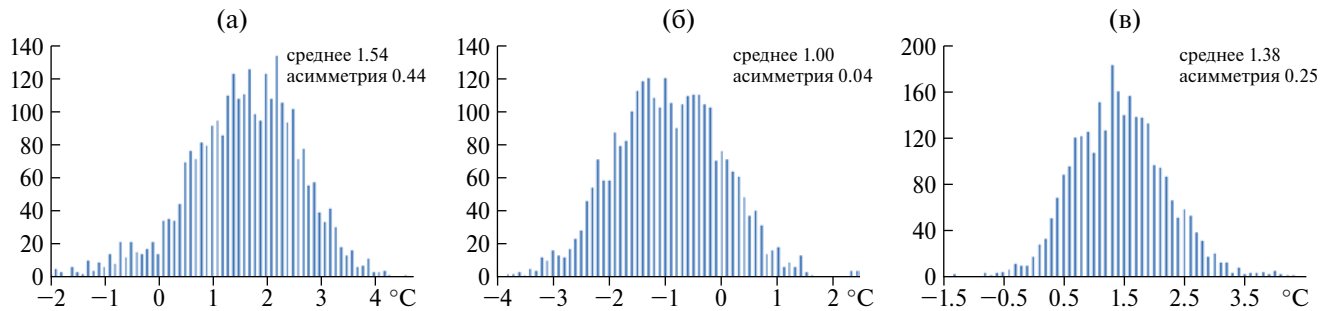 (а)
среднее 1.54
асимметрия 0.44
140
120
100
80
60
40
20
0
−2 −1 0 1 2 3 4 °C
(б)
среднее 1.00
асимметрия 0.04
140
120
100
80
60
40
20
0
−4 −3 −2 −1 0 1 2 °C
(в)
среднее 1.38
асимметрия 0.25
200
160
120
80
40
0
−1.5 −0.5 0.5 1.5 2.5 3.5 °C